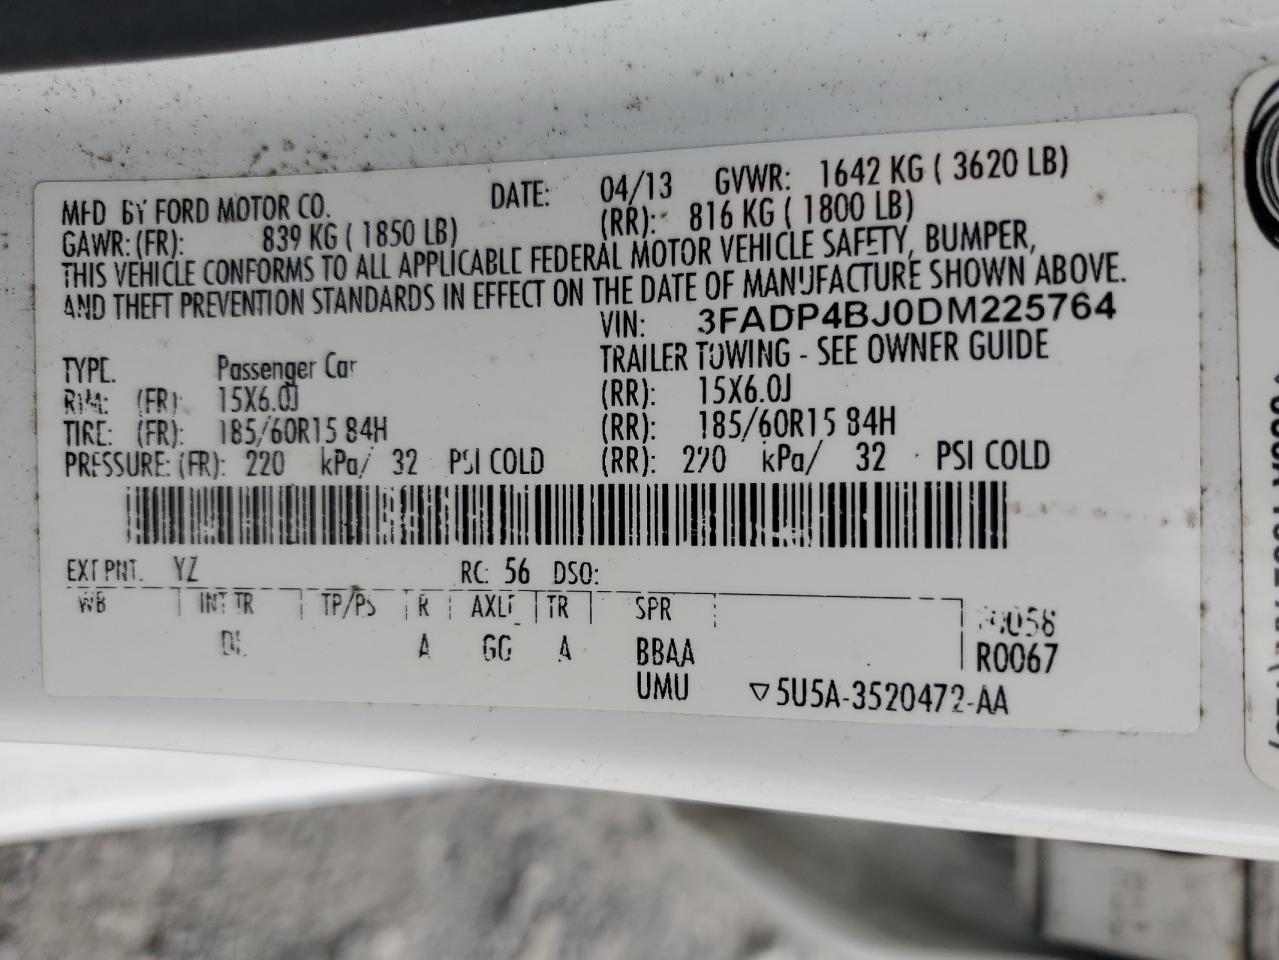 MFD BY FORD MOTOR CO. DATE: 04/13 GVWR: 1642 KG ( 3620 LB)
GAWR: (FR): 839 KG ( 1850 LB) (RR): 816 KG ( 1800 LB)
THIS VEHICLE CONFORMS TO ALL APPLICABLE FEDERAL MOTOR VEHICLE SAFETY, BUMPER,
AND THEFT PREVENTION STANDARDS IN EFFECT ON THE DATE OF MANUFACTURE SHOWN ABOVE.
VIN: 3FADP4BJ0DM225764
TYPE: Passenger Car TRAILER TOWING - SEE OWNER GUIDE
RIM: (FR): 15X6.0J (RR): 15X6.0J
TIRE: (FR): 185/60R15 84H (RR): 185/60R15 84H
PRESSURE: (FR): 220 kPa/ 32 PSI COLD (RR): 220 kPa/ 32 PSI COLD
EXT PNT. YZ RC: 56 DSO:
WB INT TR TP/PS R AXLE TR SPR
DL A GG A BBAA R0067
UMU ▽5U5A-3520472-AA